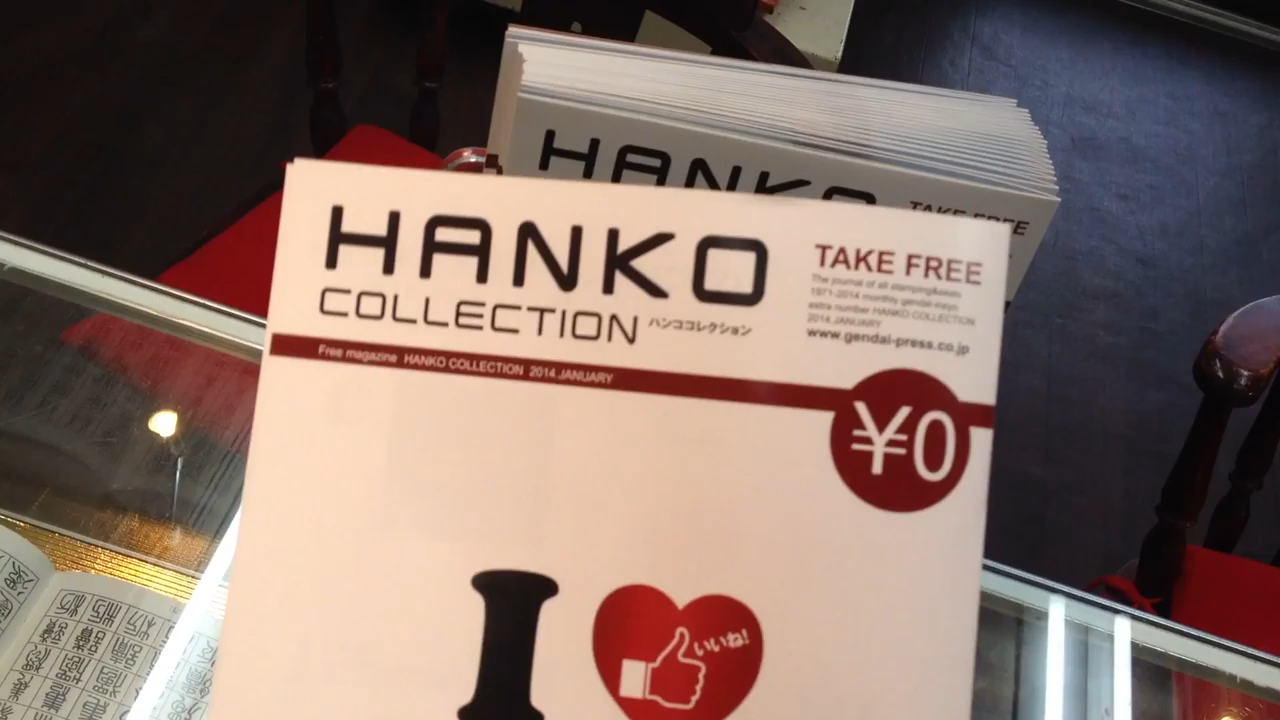 HANKO
TAKE FREE
HANKO
COLLECTION ハンココレクション
TAKE FREE
The journal of all stamping&seals
1971-2014 monthly gendai-insyo
extra number HANKO COLLECTION
2014.JANUARY
www.gendai-press.co.jp
Free magazine HANKO COLLECTION 2014.JANUARY
¥0
いいね!